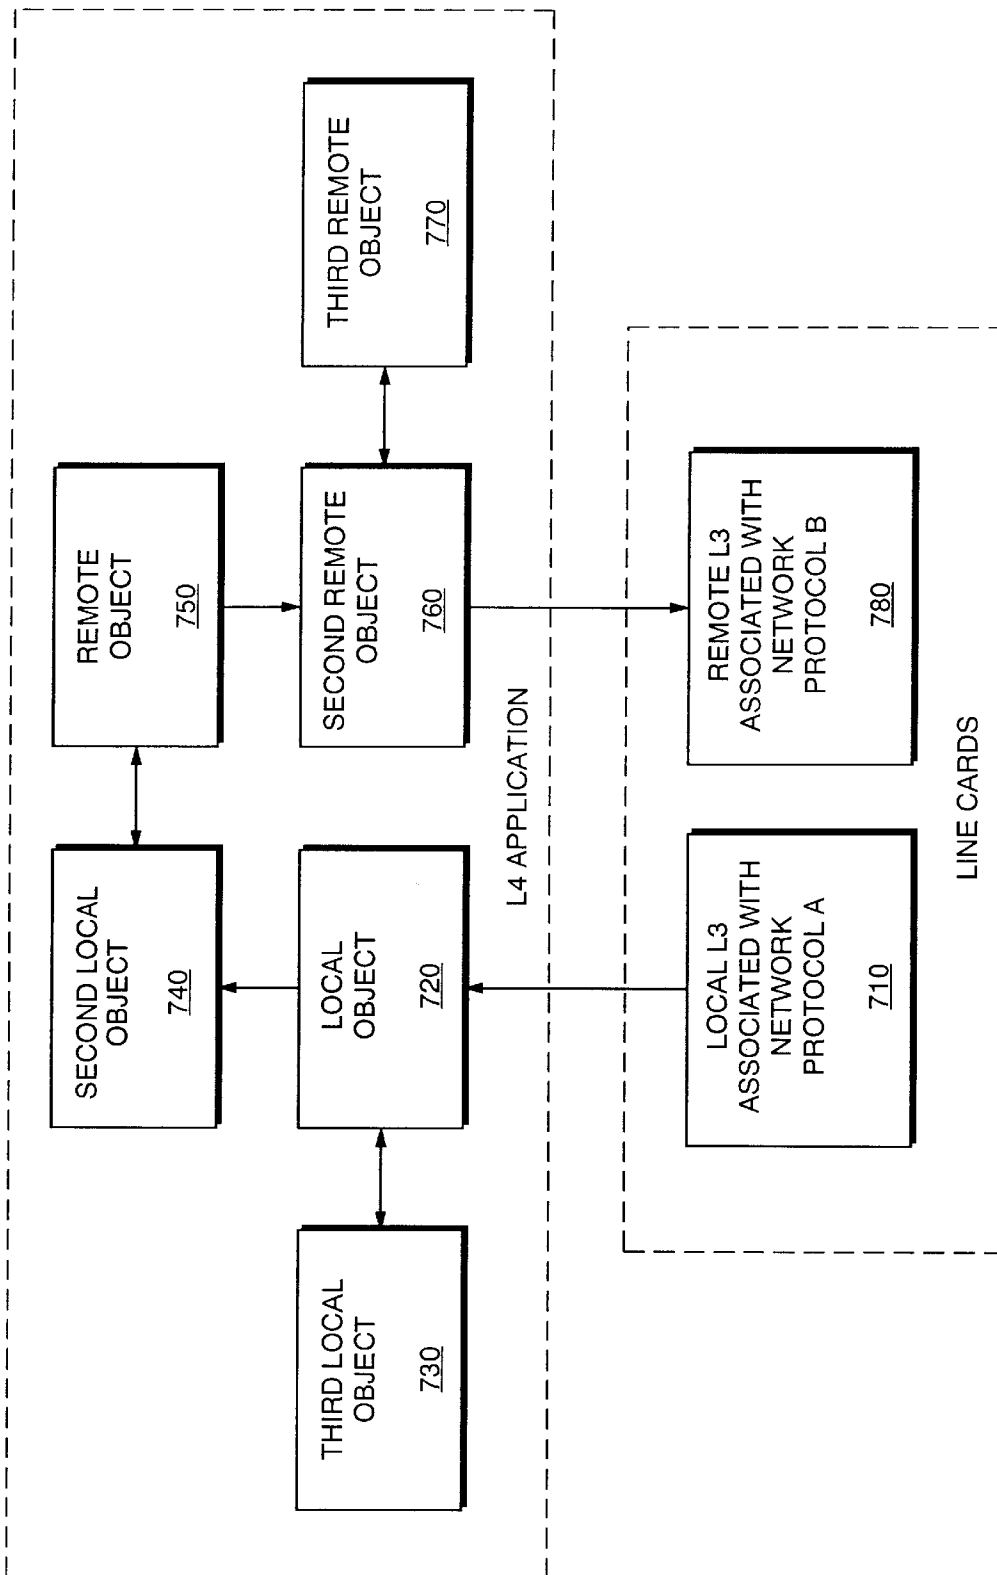 SECOND LOCAL
OBJECT
740
REMOTE
OBJECT
750
THIRD LOCAL
OBJECT
730
LOCAL
OBJECT
720
SECOND REMOTE
OBJECT
760
THIRD REMOTE
OBJECT
770
L4 APPLICATION
LOCAL L3
ASSOCIATED WITH
NETWORK
PROTOCOL A
710
REMOTE L3
ASSOCIATED WITH
NETWORK
PROTOCOL B
780
LINE CARDS